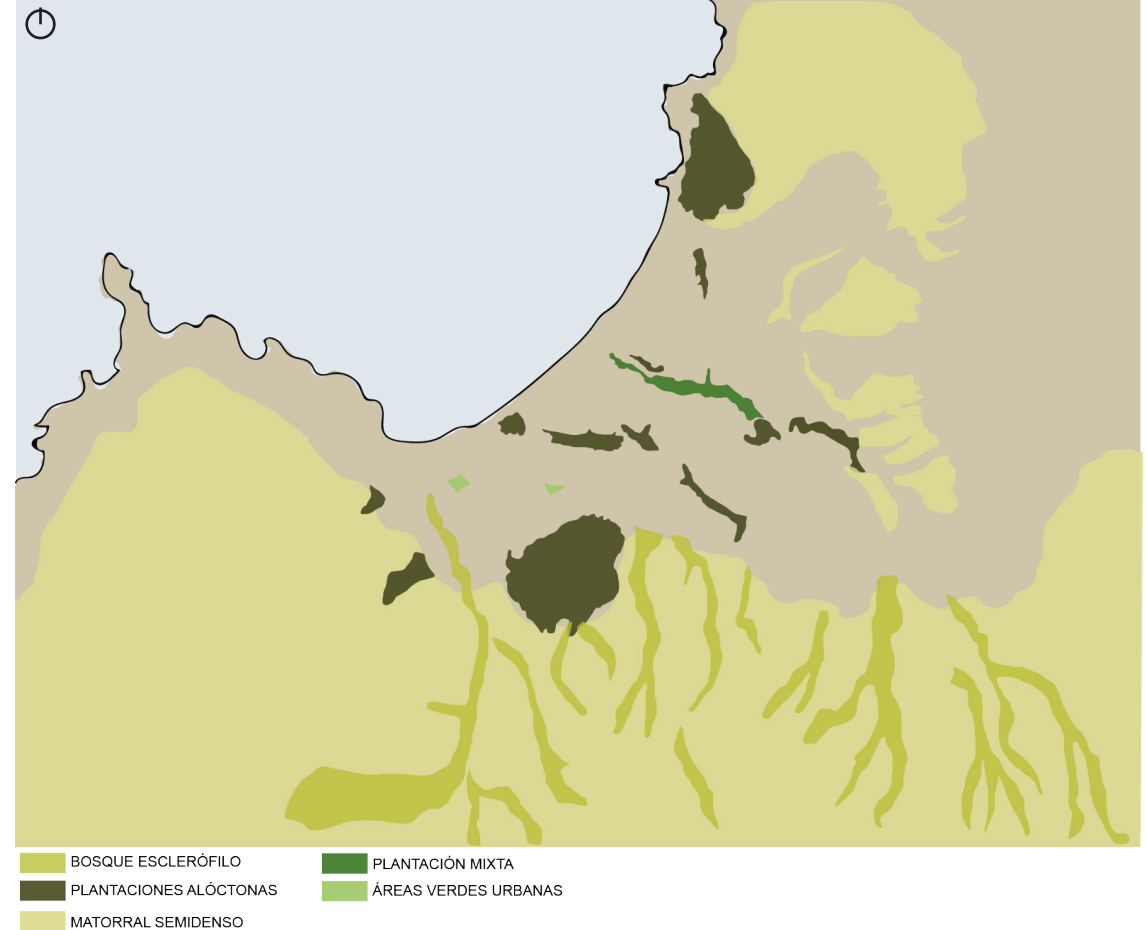 BOSQUE ESCLERÓFILO
PLANTACIONES ALÓCTONAS
MATORRAL SEMIDENSO
PLANTACIÓN MIXTA
ÁREAS VERDES URBANAS